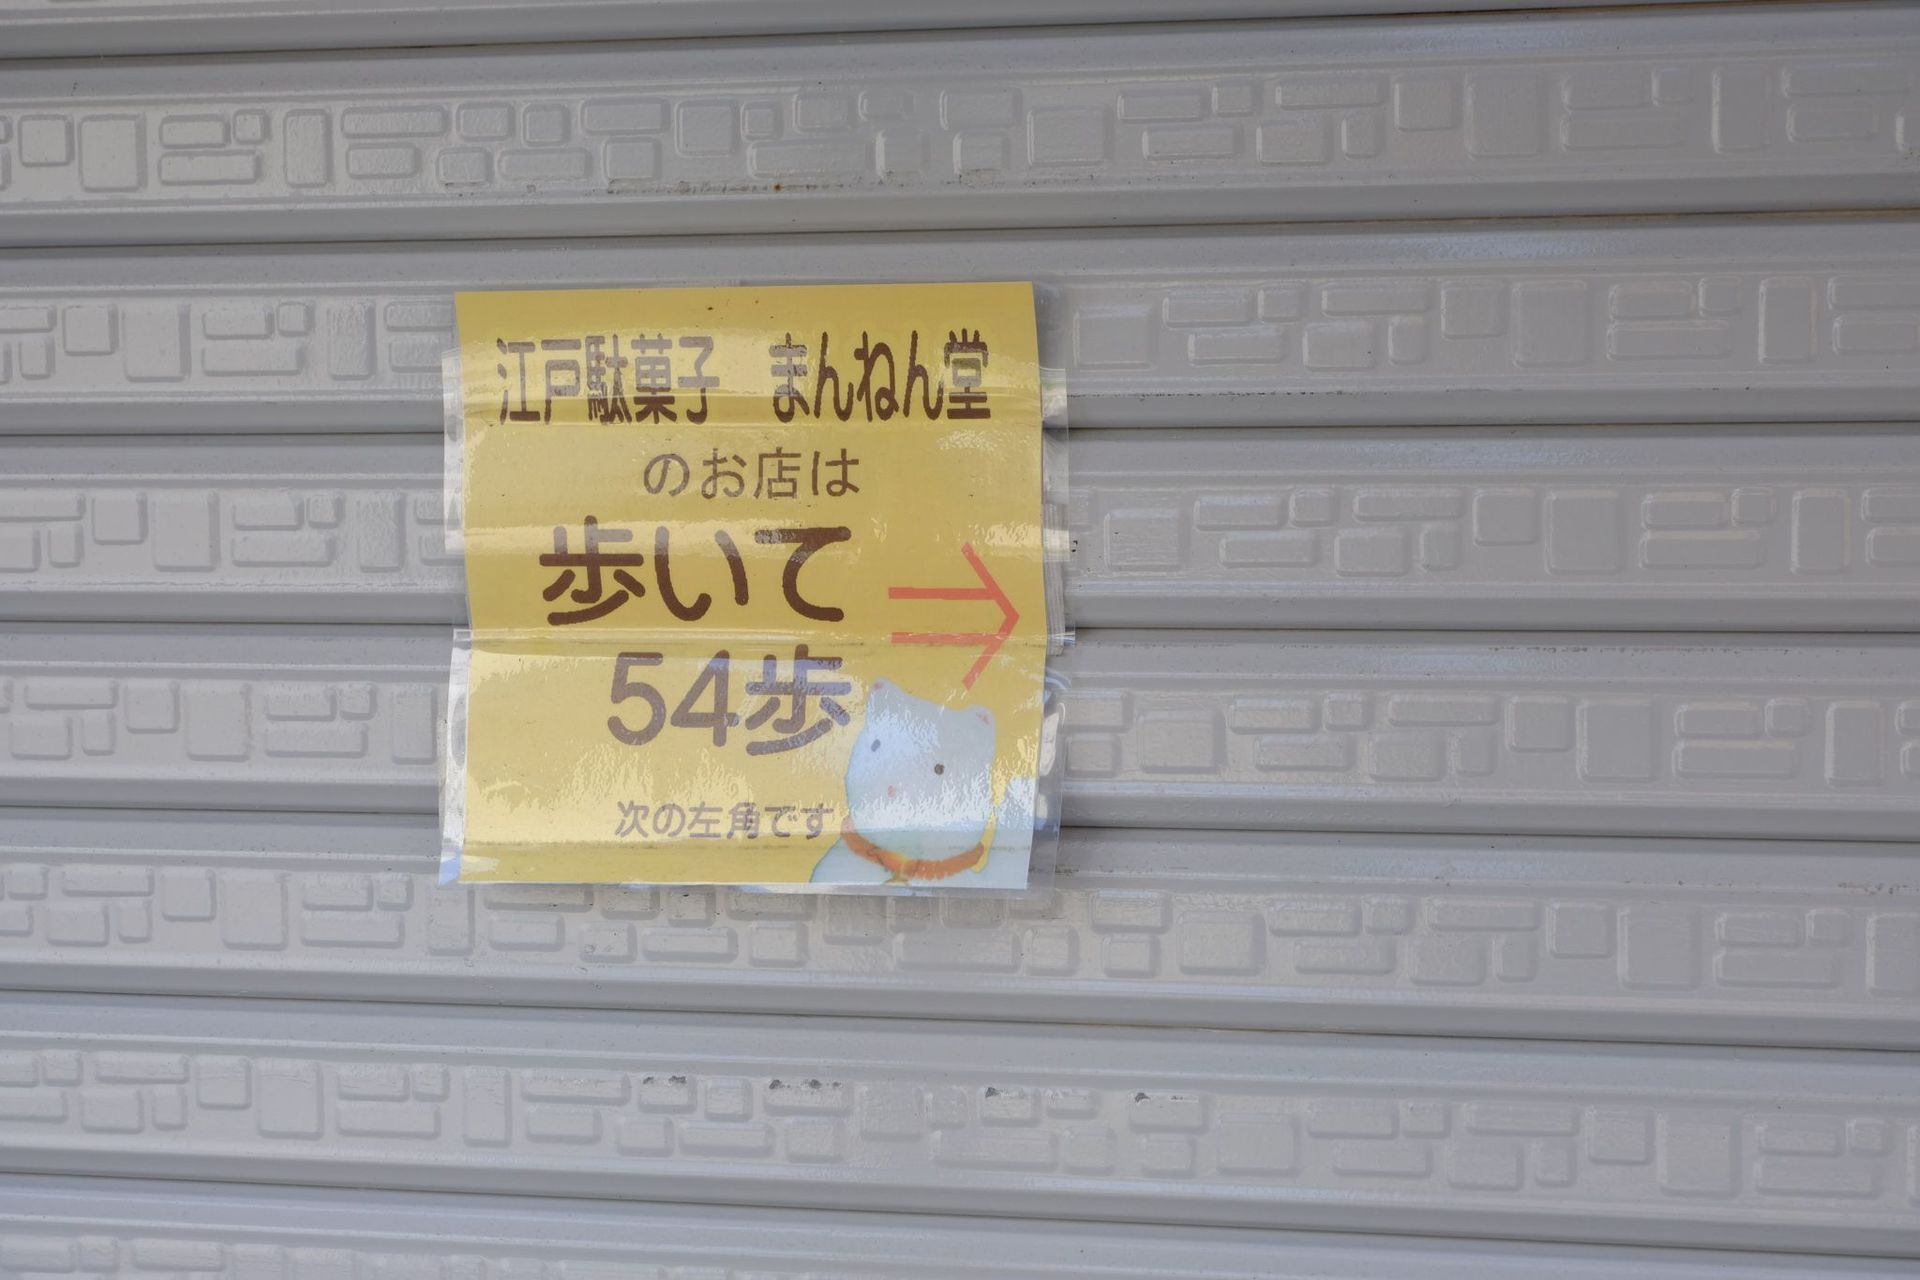 江戸駄菓子　まんねん堂
のお店は
歩いて
54歩
次の左角です